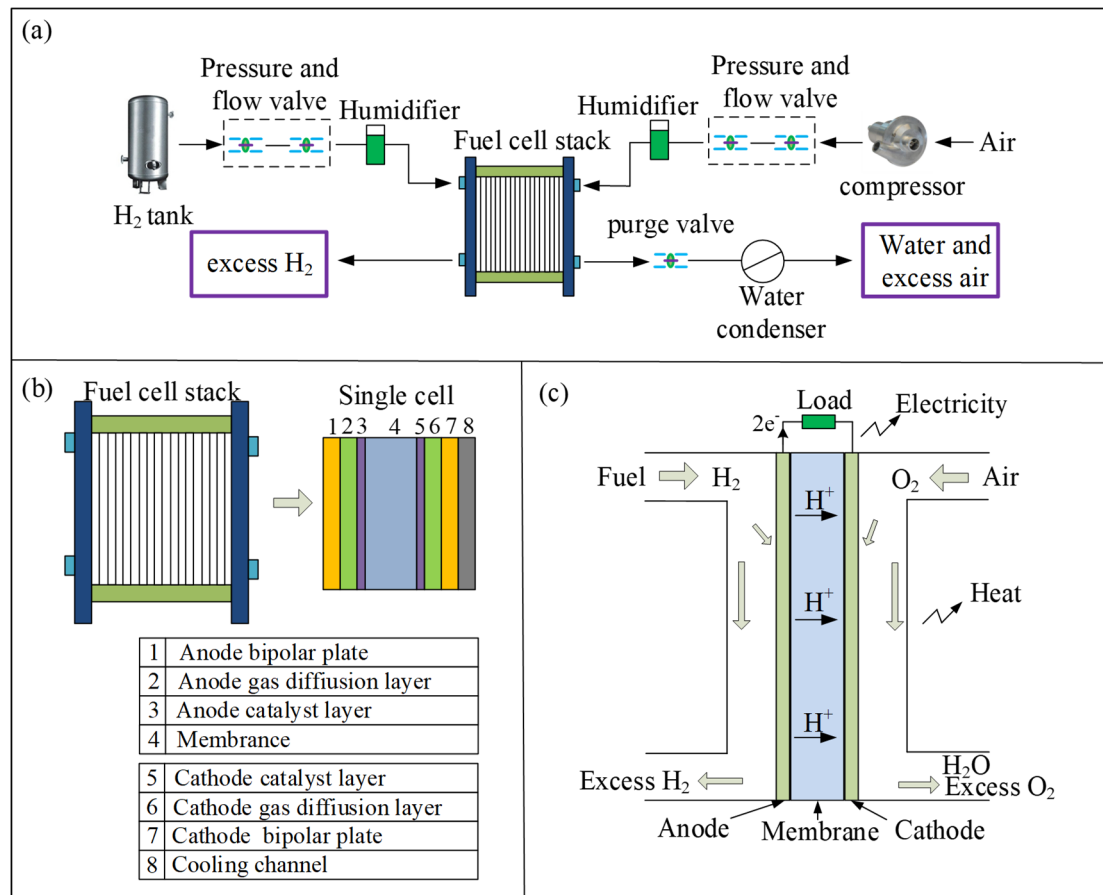 (a)
Pressure and
flow valve
Humidifier
Fuel cell stack
Humidifier
Pressure and
flow valve
Air
compressor
H₂ tank
excess H₂
purge valve
Water
condenser
Water and
excess air
(b)
Fuel cell stack
Single cell
1 2 3 4 5 6 7 8
1 Anode bipolar plate
2 Anode gas diffiusion layer
3 Anode catalyst layer
4 Membrance
5 Cathode catalyst layer
6 Cathode gas diffusion layer
7 Cathode bipolar plate
8 Cooling channel
(c)
Load
2e⁻
Electricity
Fuel
H₂
O₂
Air
H⁺
H⁺
H⁺
Heat
Excess H₂
H₂O
Excess O₂
Anode
Membrane
Cathode